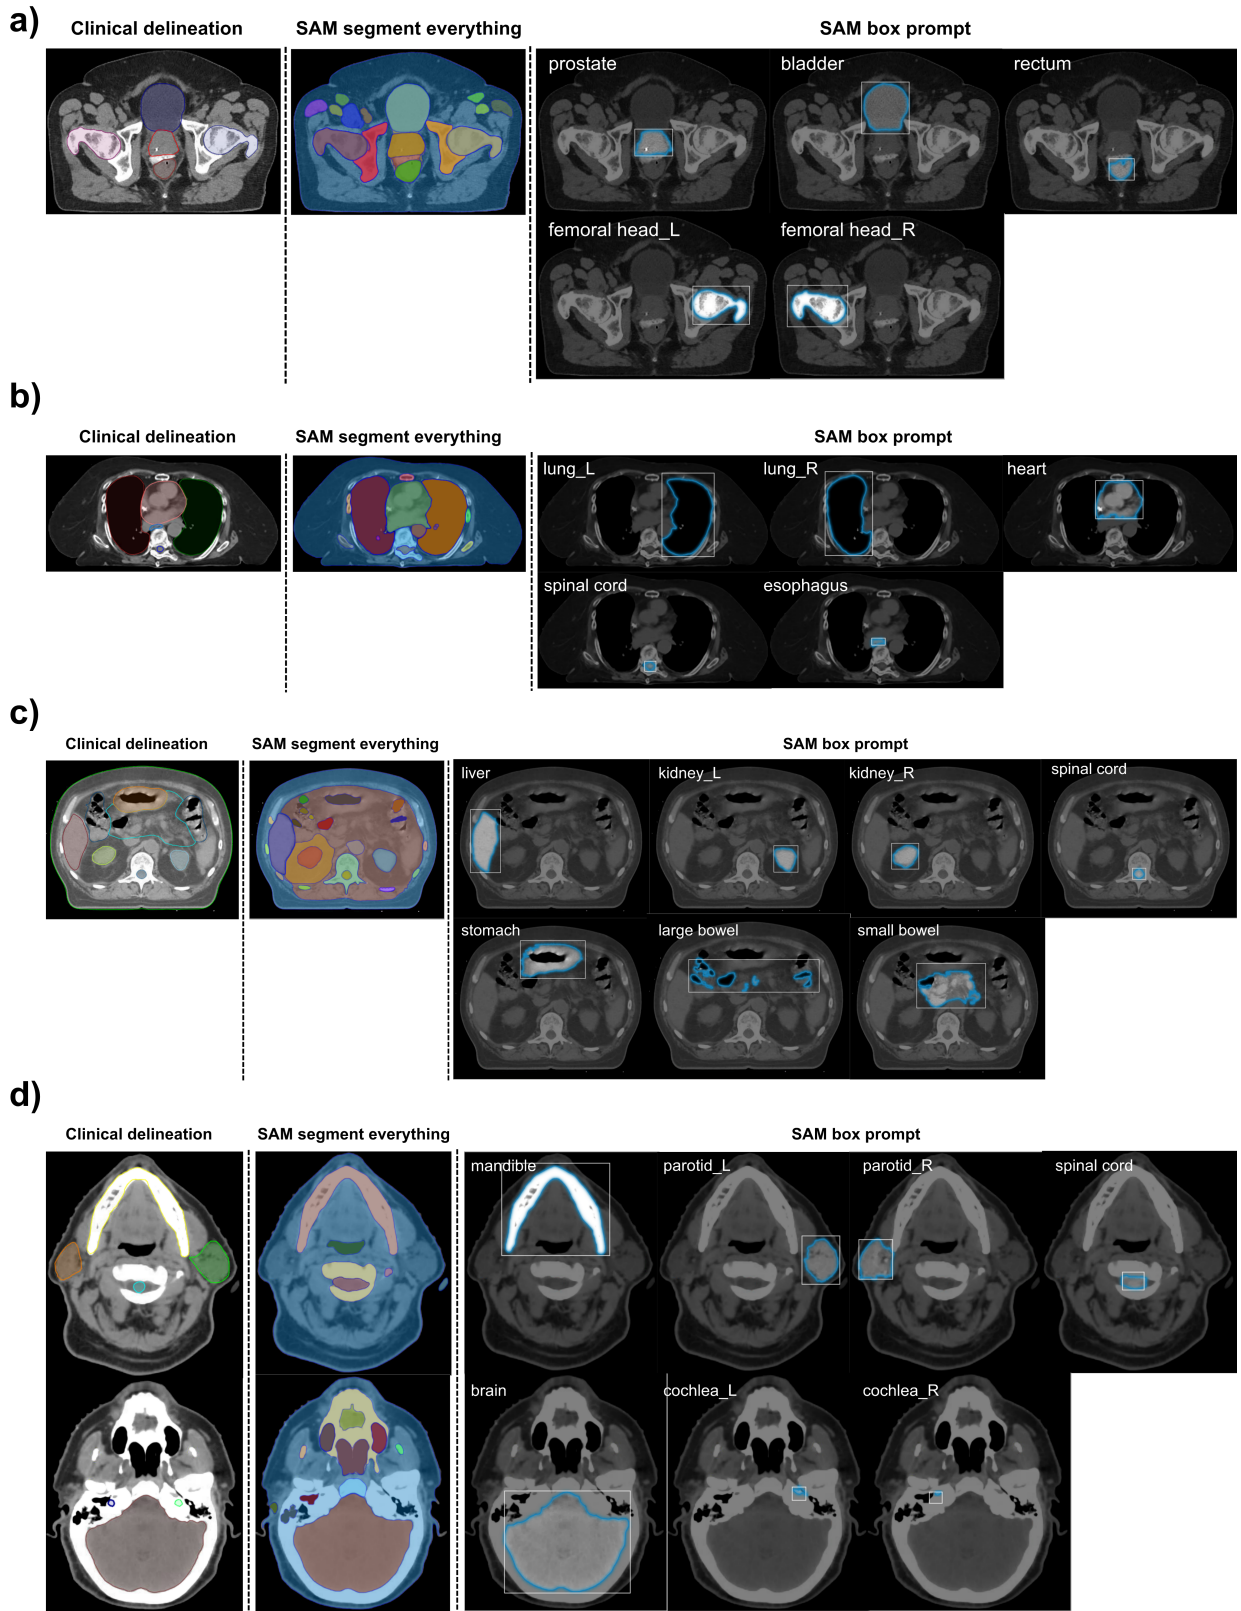 a)
Clinical delineation
SAM segment everything
SAM box prompt
prostate
bladder
rectum
femoral head_L
femoral head_R
b)
Clinical delineation
SAM segment everything
SAM box prompt
lung_L
lung_R
heart
spinal cord
esophagus
c)
Clinical delineation
SAM segment everything
SAM box prompt
liver
kidney_L
kidney_R
spinal cord
stomach
large bowel
small bowel
d)
Clinical delineation
SAM segment everything
SAM box prompt
mandible
parotid_L
parotid_R
spinal cord
brain
cochlea_L
cochlea_R